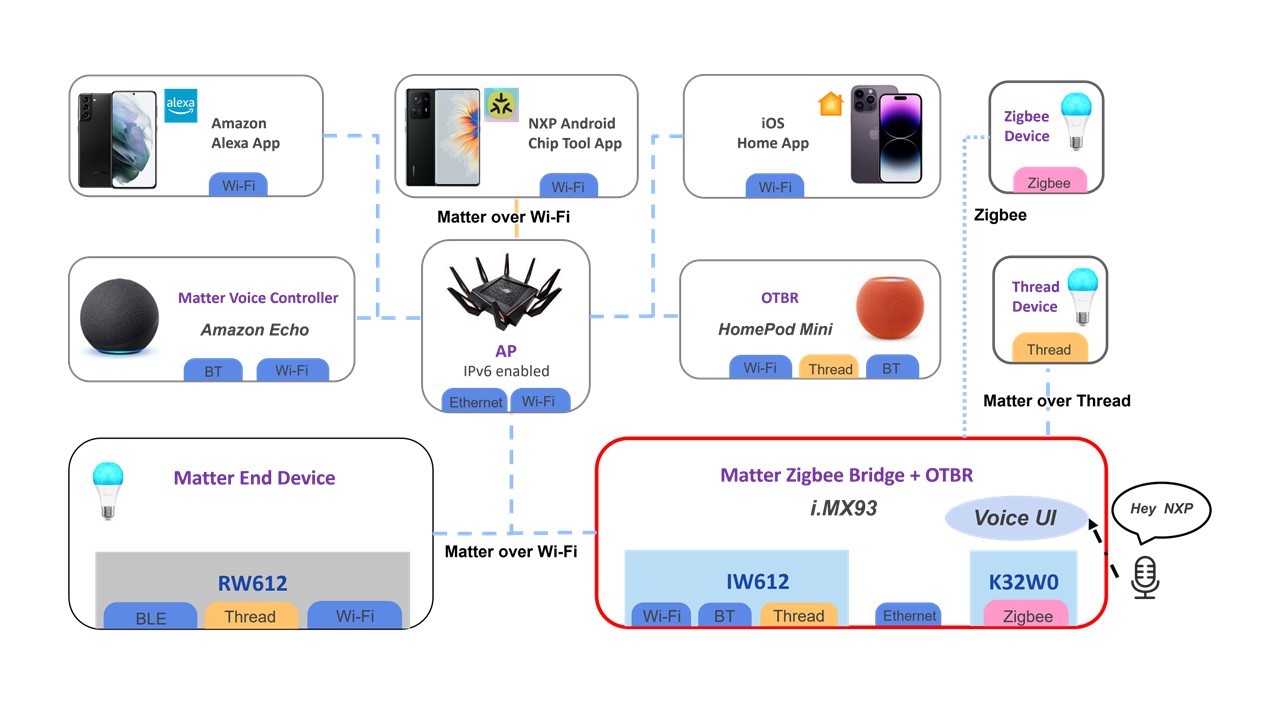 alexa
Amazon
Alexa App
Wi-Fi
NXP Android
Chip Tool App
Wi-Fi
iOS
Home App
Wi-Fi
Zigbee
Device
Zigbee
Matter over Wi-Fi
Zigbee
Matter Voice Controller
Amazon Echo
BT
Wi-Fi
AP
IPv6 enabled
Ethernet
Wi-Fi
OTBR
HomePod Mini
Wi-Fi
Thread
BT
Thread
Device
Thread
Matter over Thread
Matter End Device
RW612
BLE
Thread
Wi-Fi
Matter over Wi-Fi
Matter Zigbee Bridge + OTBR
i.MX93
Voice UI
Hey NXP
IW612
Wi-Fi
BT
Thread
Ethernet
K32W0
Zigbee